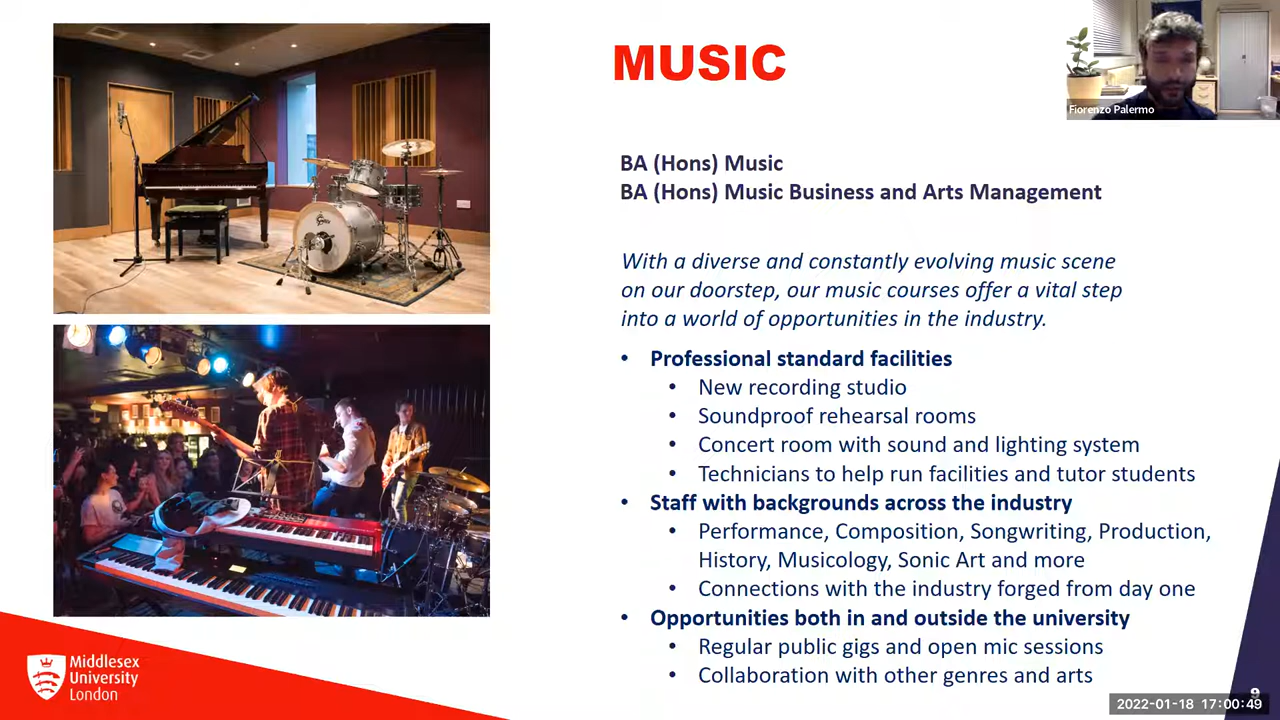 MUSIC
Fiorenzo Palermo
BA (Hons) Music
BA (Hons) Music Business and Arts Management
With a diverse and constantly evolving music scene
on our doorstep, our music courses offer a vital step
into a world of opportunities in the industry.
• Professional standard facilities
• New recording studio
• Soundproof rehearsal rooms
• Concert room with sound and lighting system
• Technicians to help run facilities and tutor students
• Staff with backgrounds across the industry
• Performance, Composition, Songwriting, Production,
History, Musicology, Sonic Art and more
• Connections with the industry forged from day one
• Opportunities both in and outside the university
• Regular public gigs and open mic sessions
• Collaboration with other genres and arts
Middlesex
University
London
9
2022-01-18 17:00:49